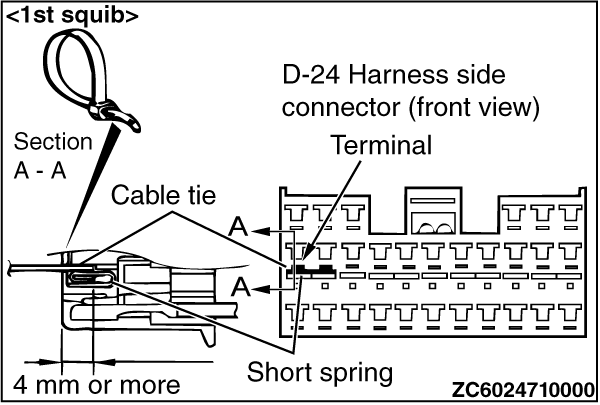 <1st squib>
D-24 Harness side
connector (front view)
Section
A - A
Terminal
Cable tie
A
A
Short spring
4 mm or more
ZC6024710000